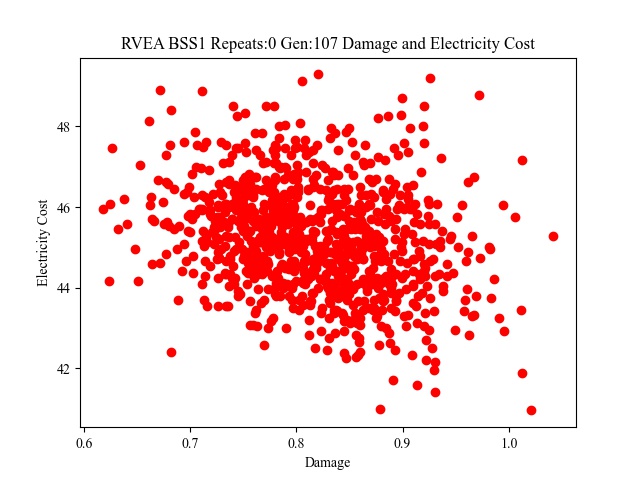 RVEA BSS1 Repeats:0 Gen:107 Damage and Electricity Cost
48
46
44
42
Electricity Cost
0.6 0.7 0.8 0.9 1.0
Damage